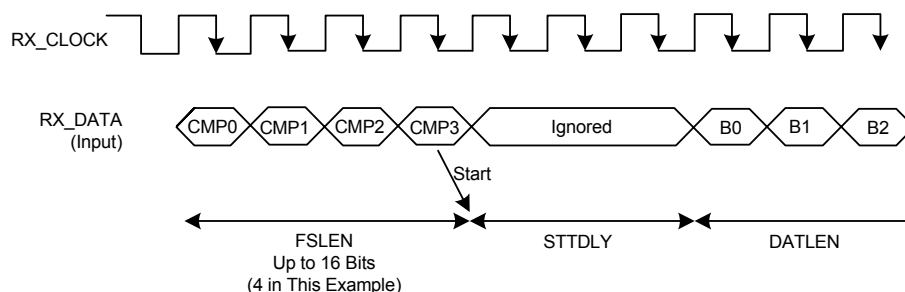 RX_CLOCK
RX_DATA
(Input)
CMP0 CMP1 CMP2 CMP3 Ignored B0 B1 B2
Start
FSLEN STTDLY DATLEN
Up to 16 Bits
(4 in This Example)